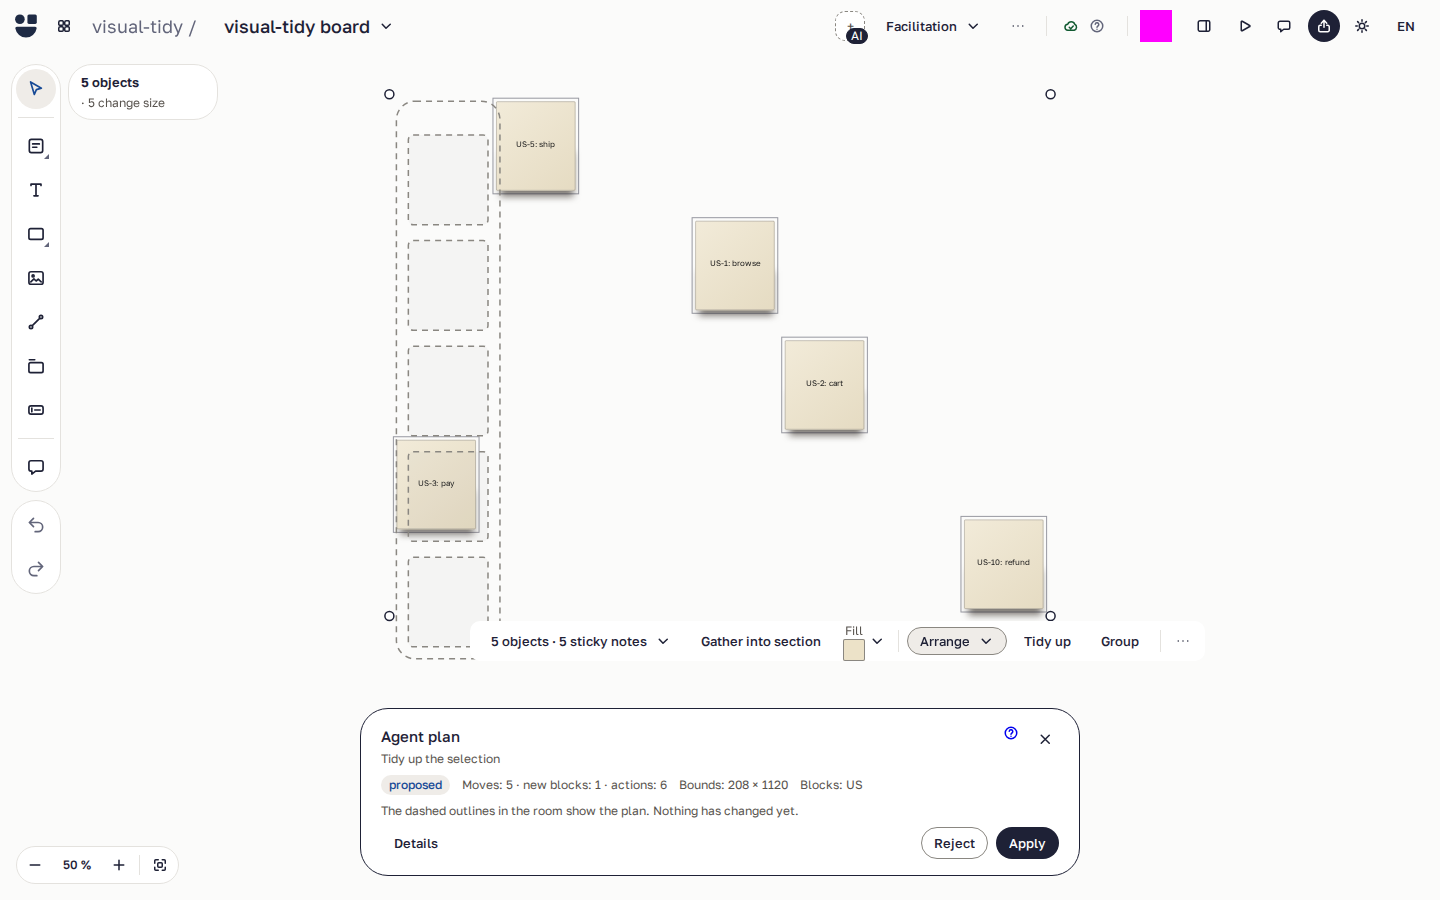 visual-tidy /
visual-tidy board
AI
Facilitation
EN
5 objects
· 5 change size
US-5: ship
US-1: browse
US-2: cart
US-3: pay
US-10: refund
5 objects · 5 sticky notes
Gather into section
Fill
Arrange
Tidy up
Group
Agent plan
Tidy up the selection
proposed Moves: 5 · new blocks: 1 · actions: 6 Bounds: 208 × 1120 Blocks: US
The dashed outlines in the room show the plan. Nothing has changed yet.
Details
Reject
Apply
50 %